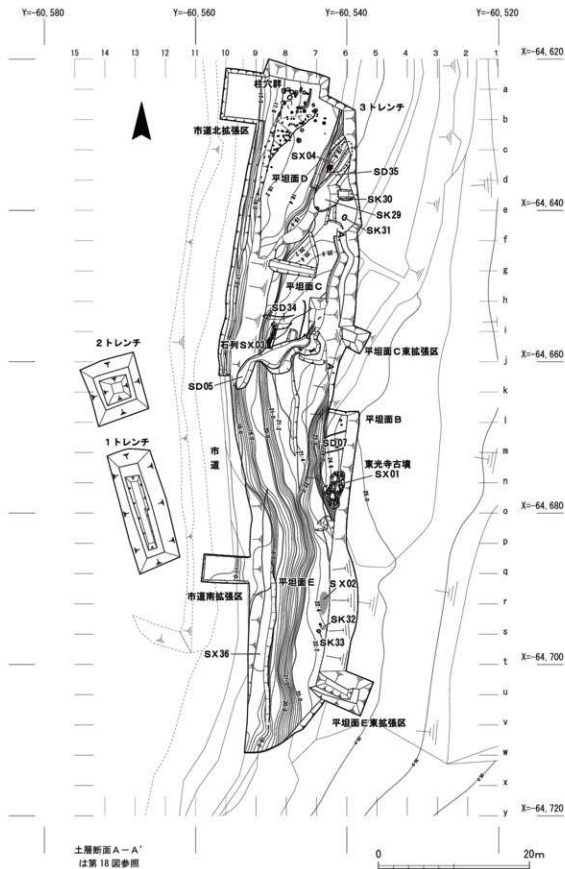 Y=-60,580
Y=-60,560
Y=-60,540
Y=-60,520
15 14 13 12 11 10 9 8 7 6 5 4 3 2 1
X=-64,620
柱穴群
a
市道北拡張区
3トレンチ
b
SX04
c
平坦面D
SD35
d
SK30
X=-64,640
e
SK29
SK31
f
A
g
平坦面C
h
SD34
i
石列SX03
2トレンチ
平坦面C東拡張区
X=-64,660
j
A'
SD05
k
1トレンチ
平坦面B
l
市道
SD07
m
東光寺古墳
n
SX01
X=-64,680
o
p
平坦面E
SX02
q
市道南拡張区
r
SK32
s
SK33
SX36
X=-64,700
t
u
平坦面E東拡張区
v
w
x
X=-64,720
y
土層断面A-A'
は第18図参照
0 20m